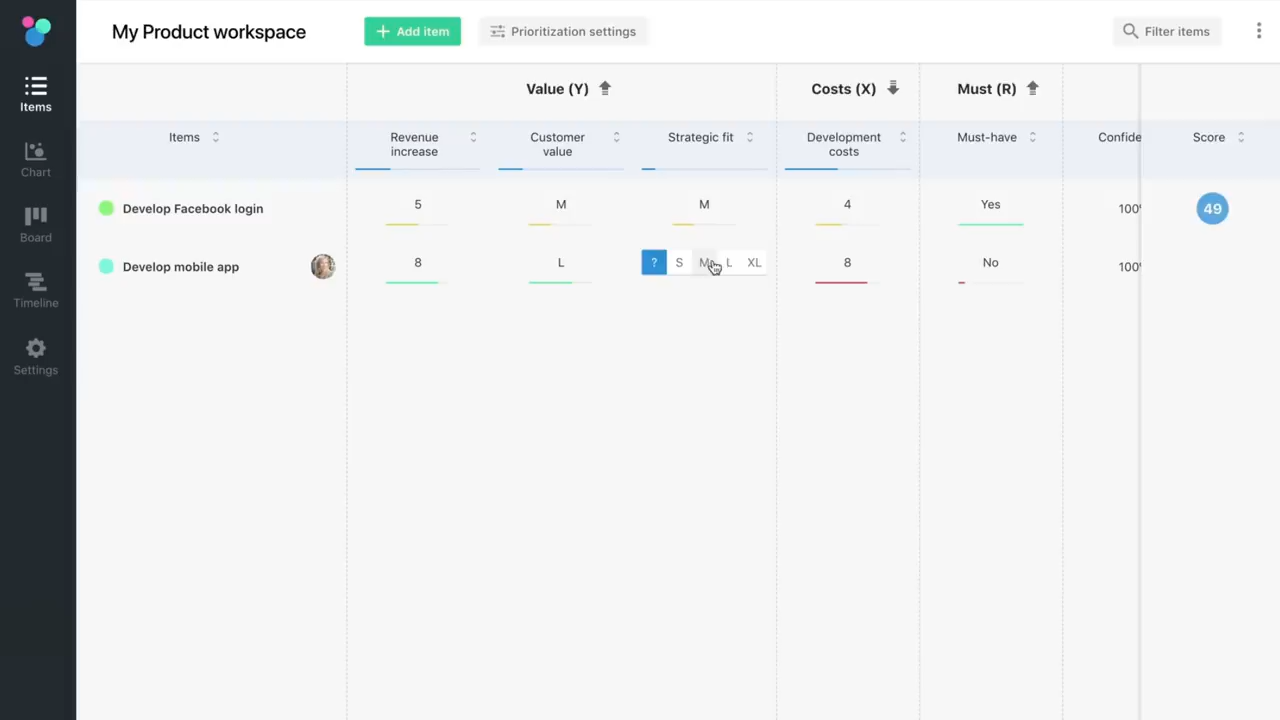 My Product workspace
Add item
Prioritization settings
Filter items
Items
Chart
Board
Timeline
Settings
Value (Y)
Costs (X)
Must (R)
Items
Revenue
increase
Customer
value
Strategic fit
Development
costs
Must-have
Confide
Score
Develop Facebook login
5
M
M
4
Yes
100
49
Develop mobile app
8
L
? S M L XL
8
No
100